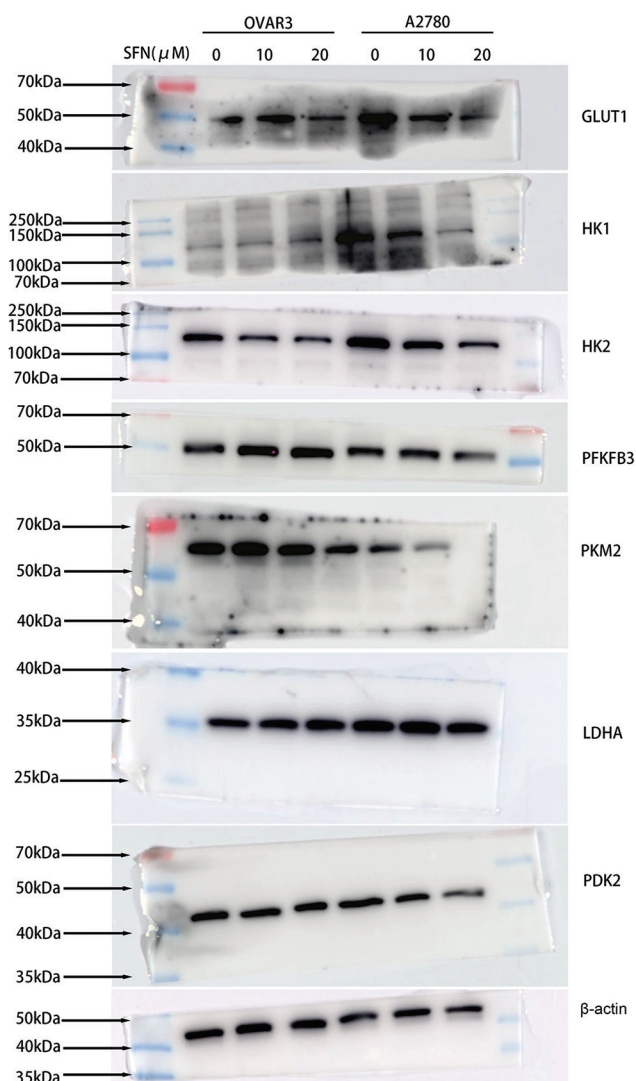 OVAR3 A2780
SFN(μM) 0 10 20 0 10 20
70kDa
50kDa
40kDa
GLUT1
250kDa
150kDa
100kDa
70kDa
HK1
250kDa
150kDa
100kDa
70kDa
HK2
70kDa
50kDa
PFKFB3
70kDa
50kDa
40kDa
PKM2
40kDa
35kDa
25kDa
LDHA
70kDa
50kDa
40kDa
35kDa
PDK2
50kDa
40kDa
35kDa
β-actin